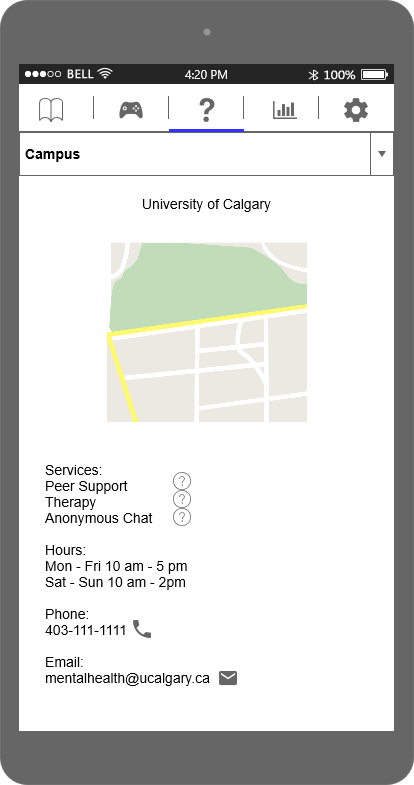 BELL 4:20 PM 100%
?
Campus
University of Calgary
Services:
Peer Support ?
Therapy ?
Anonymous Chat ?
Hours:
Mon - Fri 10 am - 5 pm
Sat - Sun 10 am - 2pm
Phone:
403-111-1111
Email:
mentalhealth@ucalgary.ca